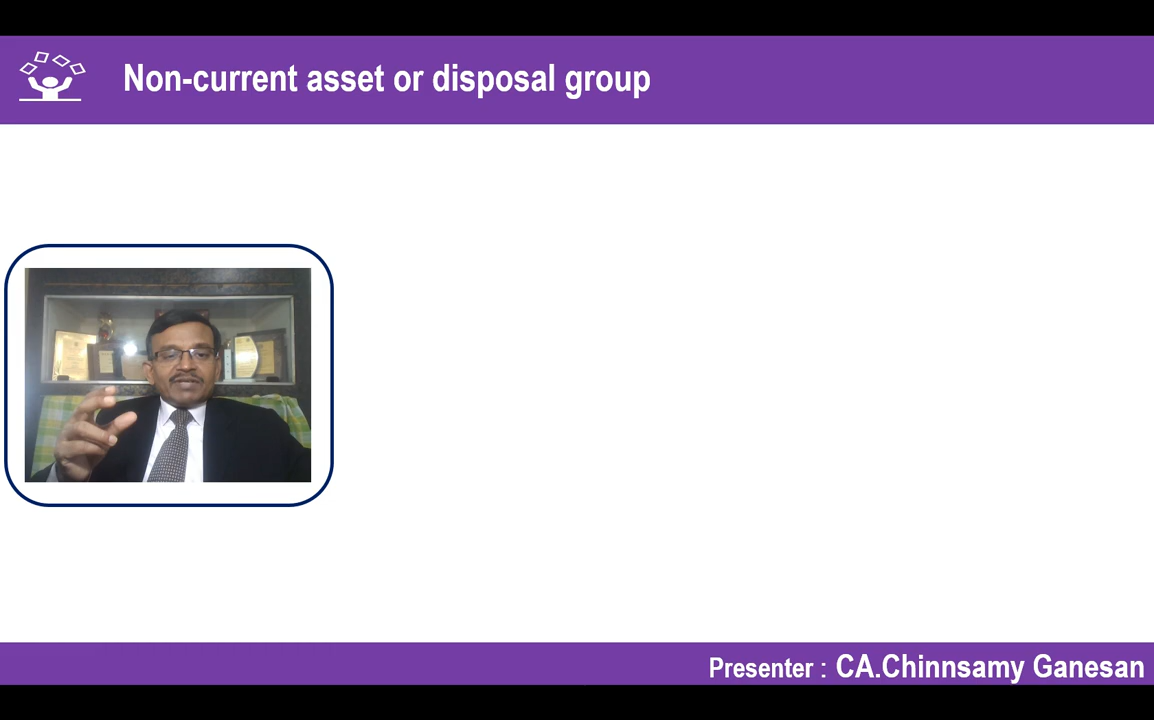 Non-current asset or disposal group
Presenter : CA.Chinnsamy Ganesan